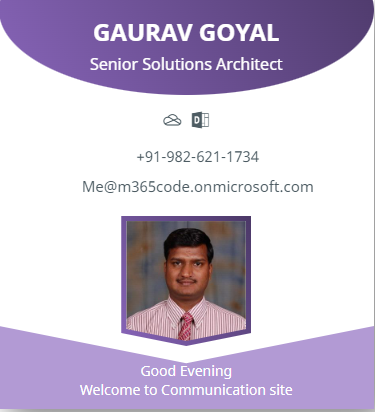 GAURAV GOYAL
Senior Solutions Architect
D
+91-982-621-1734
Me@m365code.onmicrosoft.com
Good Evening
Welcome to Communication site